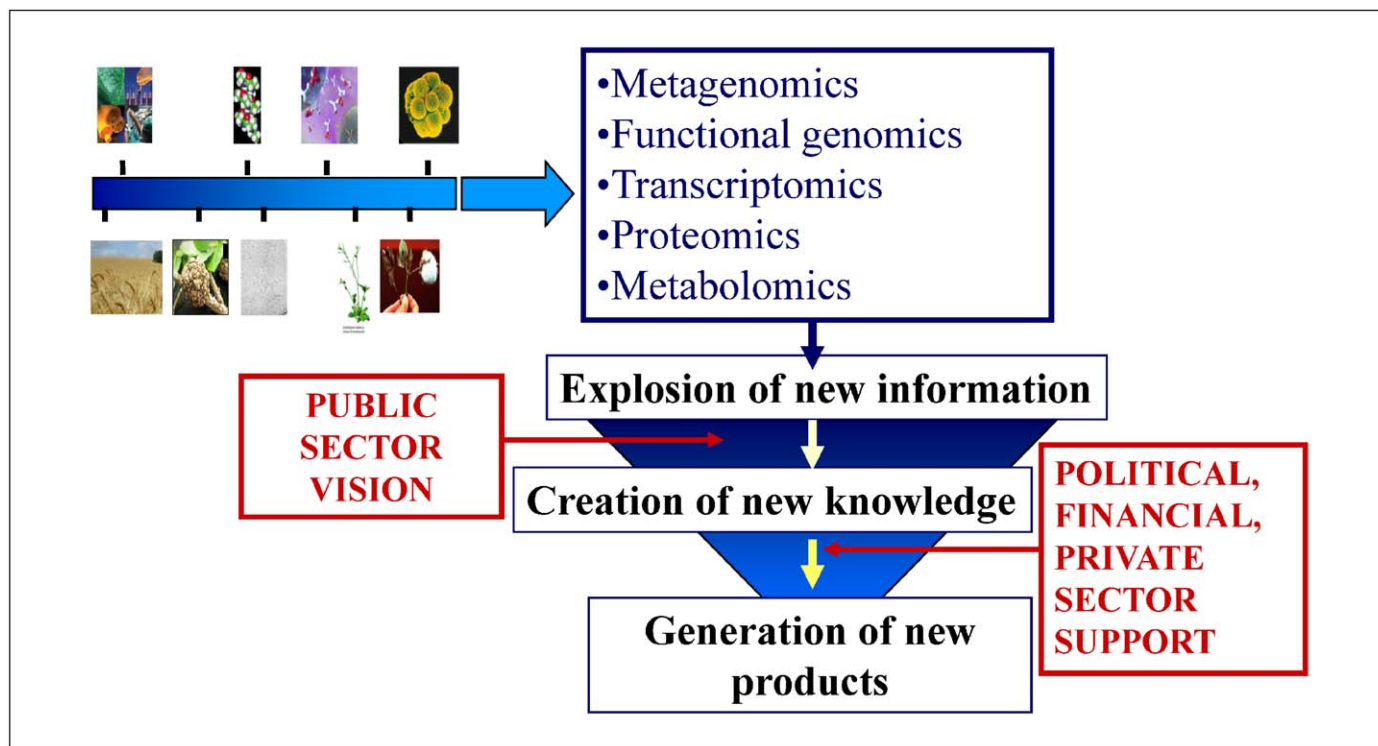 •Metagenomics
•Functional genomics
•Transcriptomics
•Proteomics
•Metabolomics
Explosion of new information
PUBLIC
SECTOR
VISION
Creation of new knowledge
POLITICAL,
FINANCIAL,
PRIVATE
SECTOR
SUPPORT
Generation of new
products